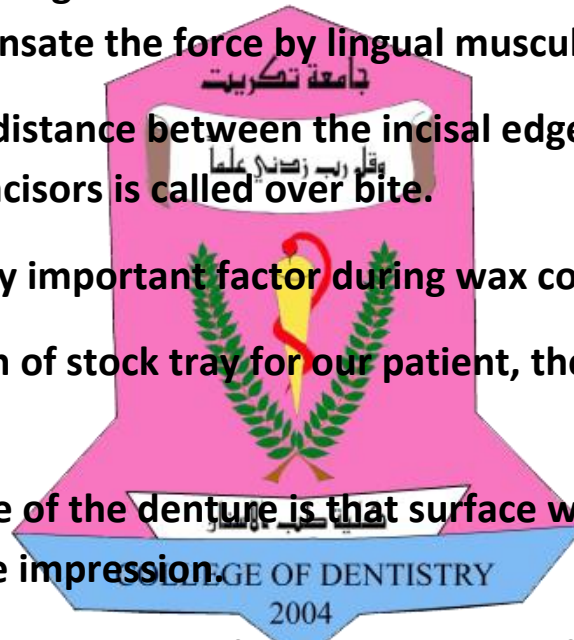 nsate the force by lingual muscul
جامعة تكريت
distance between the incisal edge
وقل رب زدني علماً
cisors is called over bite.
y important factor during wax co
n of stock tray for our patient, the
e of the denture is that surface w
e impression.
COLLEGE OF DENTISTRY
2004